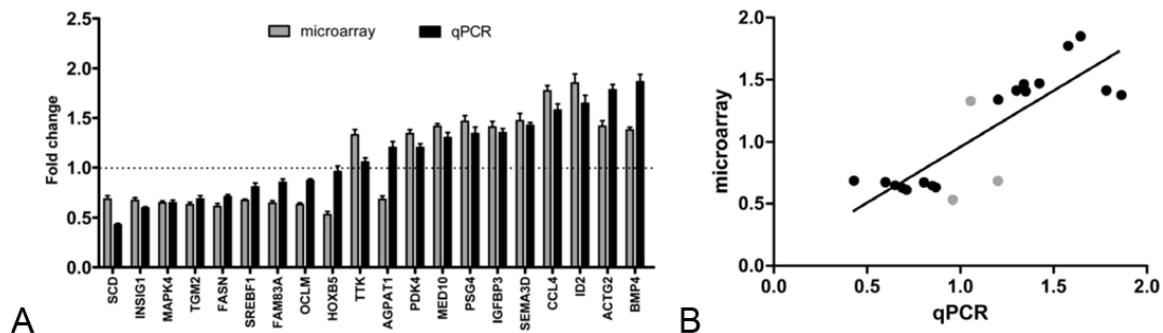 2.5
2.0
1.5
1.0
0.5
0.0
Fold change
microarray qPCR
SCD
INSIG1
MAPK4
TGM2
FASN
SREBF1
FAM83A
OCLM
HOXB5
TTK
AGPAT1
PDK4
MED10
PSG4
IGFBP3
SEMA3D
CCL4
ID2
ACTG2
BMP4
A
2.0
1.5
1.0
0.5
0.0
microarray
0.0 0.5 1.0 1.5 2.0
qPCR
B